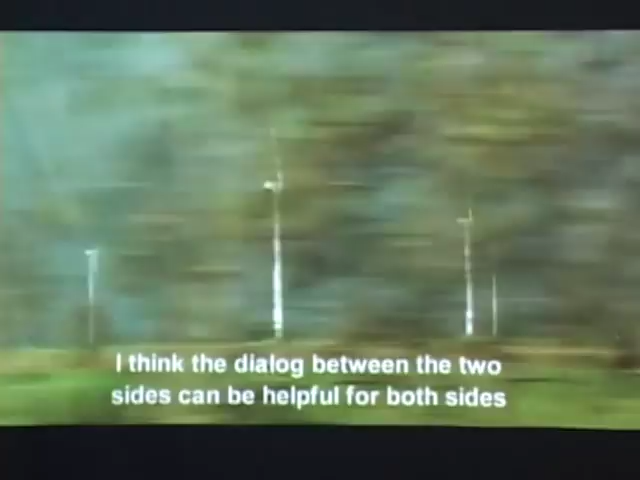 I think the dialog between the two
sides can be helpful for both sides